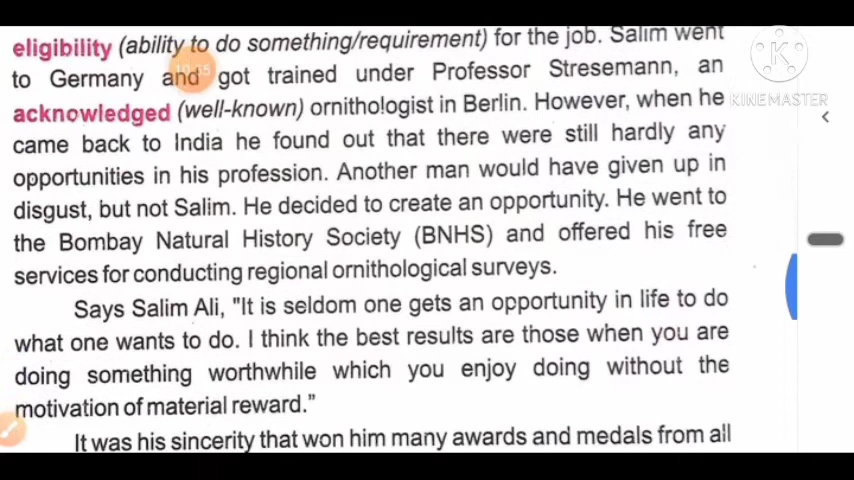 eligibility (ability to do something/requirement) for the job. Salim went
to Germany and got trained under Professor Stresemann, an
acknowledged (well-known) ornithologist in Berlin. However, when he
came back to India he found out that there were still hardly any
opportunities in his profession. Another man would have given up in
disgust, but not Salim. He decided to create an opportunity. He went to
the Bombay Natural History Society (BNHS) and offered his free
services for conducting regional ornithological surveys.
Says Salim Ali, "It is seldom one gets an opportunity in life to do
what one wants to do. I think the best results are those when you are
doing something worthwhile which you enjoy doing without the
motivation of material reward."
It was his sincerity that won him many awards and medals from all
KINEMASTER